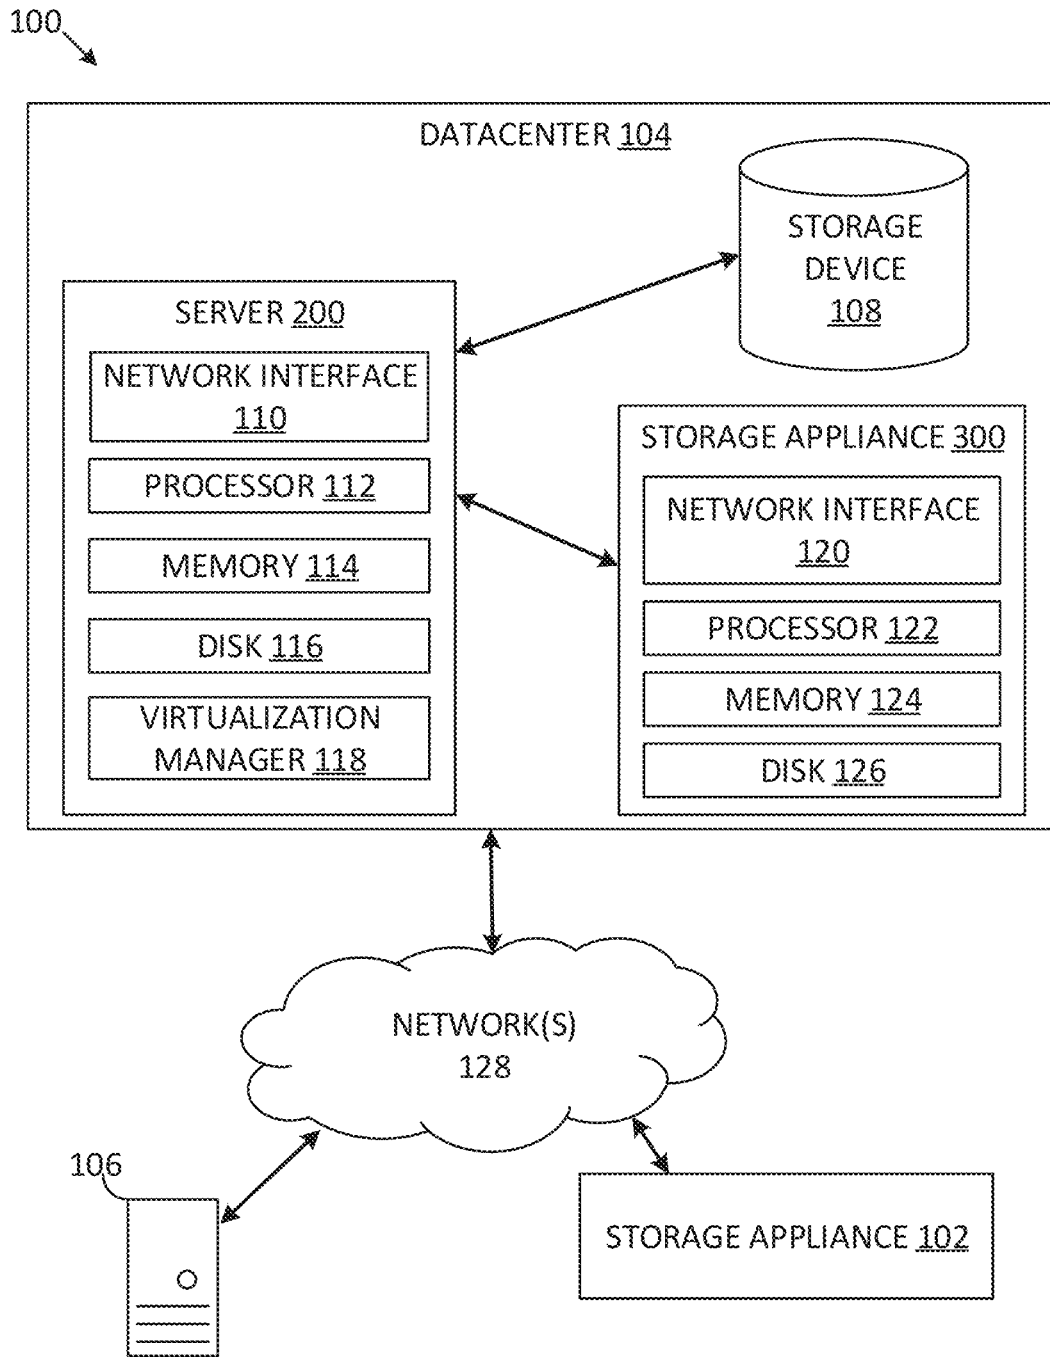 100
DATACENTER 104
STORAGE
DEVICE
108
SERVER 200
NETWORK INTERFACE
110
PROCESSOR 112
MEMORY 114
DISK 116
VIRTUALIZATION
MANAGER 118
STORAGE APPLIANCE 300
NETWORK INTERFACE
120
PROCESSOR 122
MEMORY 124
DISK 126
NETWORK(S)
128
106
STORAGE APPLIANCE 102